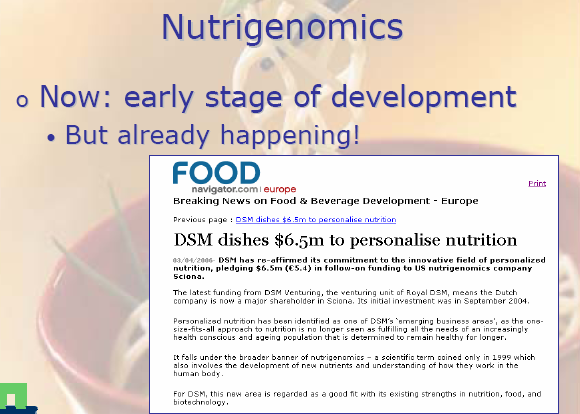 Nutrigenomics
o Now: early stage of development
• But already happening!
FOOD
navigator.com europe
Print
Breaking News on Food & Beverage Development - Europe
Previous page : DSM dishes $6.5m to personalise nutrition
DSM dishes $6.5m to personalise nutrition
03/04/2006- DSM has re-affirmed its commitment to the innovative field of personalized
nutrition, pledging $6.5m (€5.4) in follow-on funding to US nutrigenomics company
Sciona.
The latest funding from DSM Venturing, the venturing unit of Royal DSM, means the Dutch
company is now a major shareholder in Sciona. Its initial investment was in September 2004.
Personalized nutrition has been identified as one of DSM's 'emerging business areas', as the one-
size-fits-all approach to nutrition is no longer seen as fulfilling all the needs of an increasingly
health conscious and ageing population that is determined to remain healthy for longer.
It falls under the broader banner of nutrigenomics – a scientific term coined only in 1999 which
also involves the development of new nutrients and understanding of how they work in the
human body.
For DSM, this new area is regarded as a good fit with its existing strengths in nutrition, food, and
biotechnology.